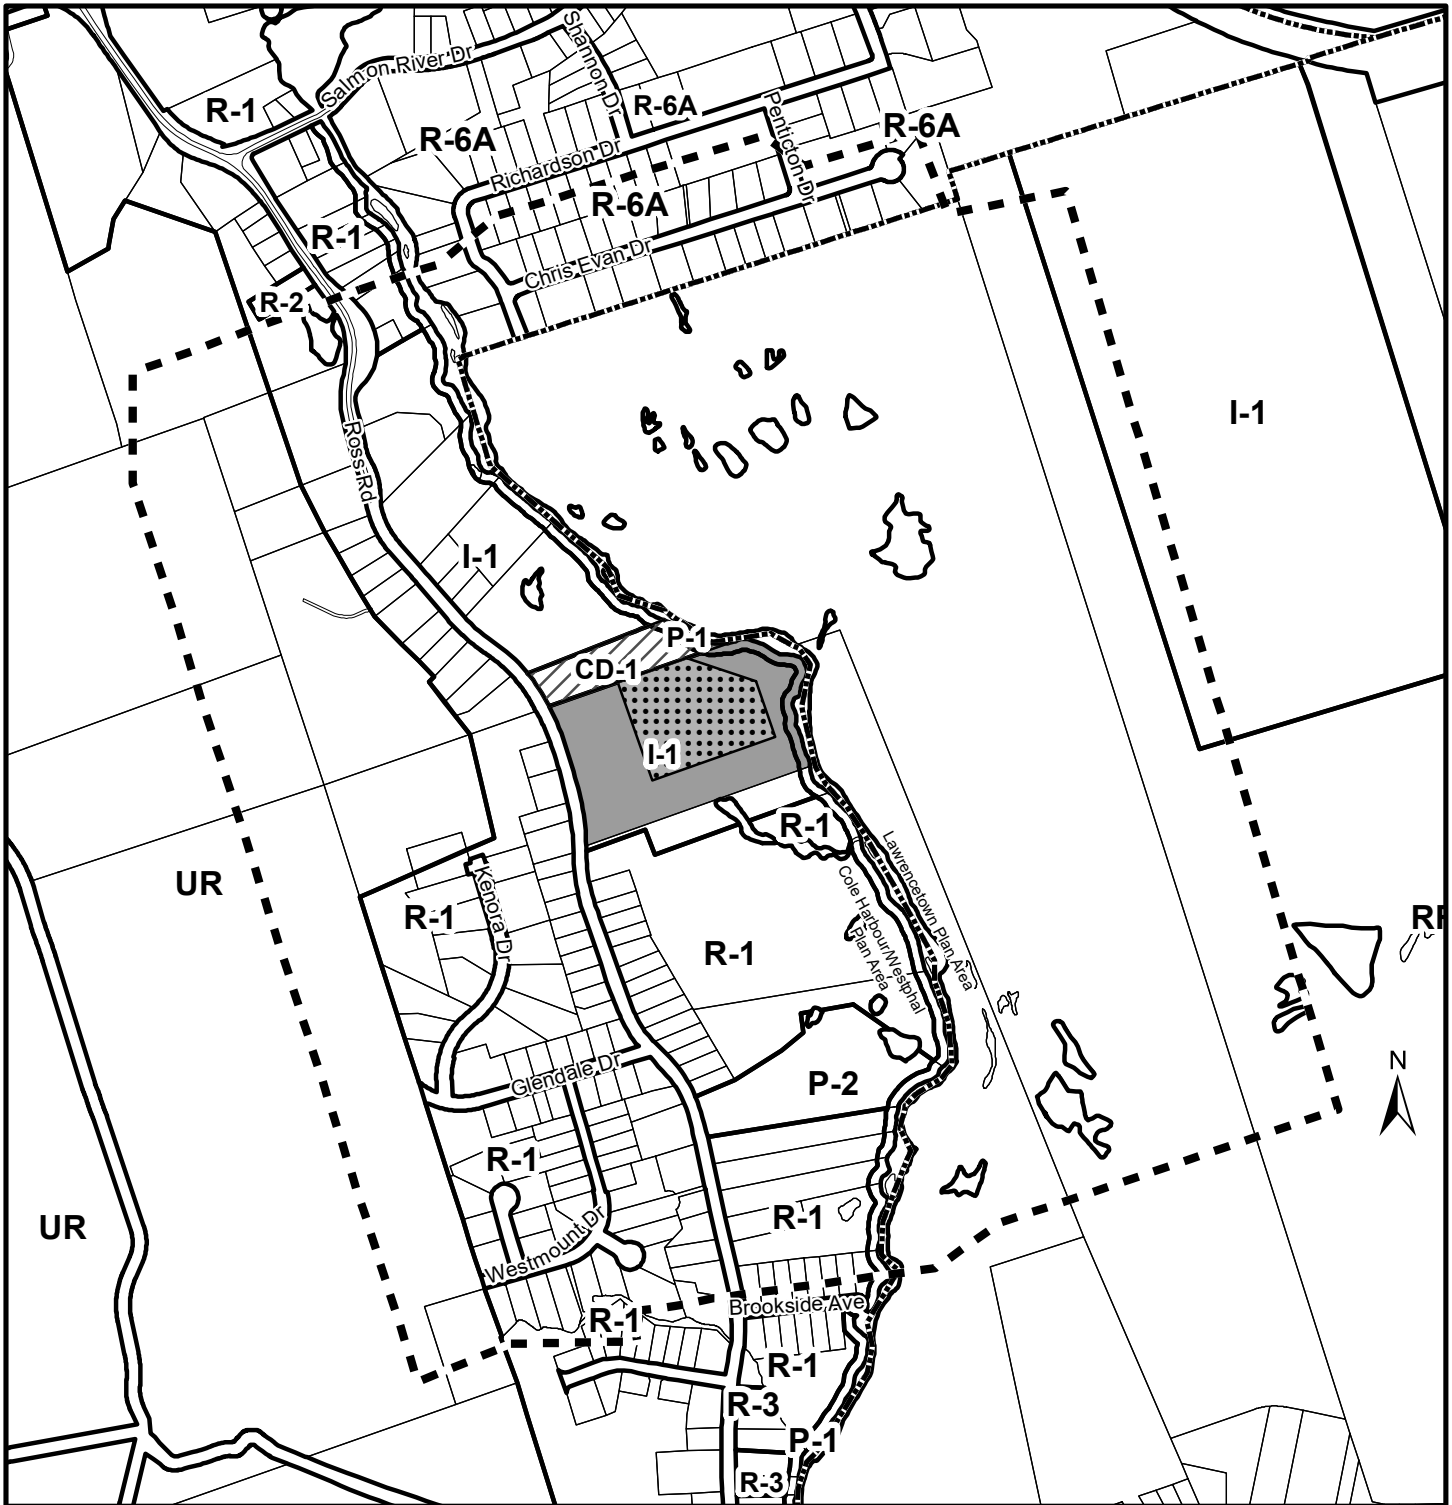 Salmon River Dr
Shannon Dr
R-1
R-6A
R-6A
Penticton Dr
R-6A
Richardson Dr
R-6A
R-1
Chris Evan Dr
R-2
I-1
Ross Rd
I-1
P-1
CD-1
I-1
R-1
Lawrencetown Plan Area
Cole Harbour/Westphal
Plan Area
UR
Kenora Dr
R-1
R-1
N
Glendale Dr
P-2
R-1
UR
R-1
Westmount Dr
Brookside Ave
R-1
R-1
R-3
P-1
R-3